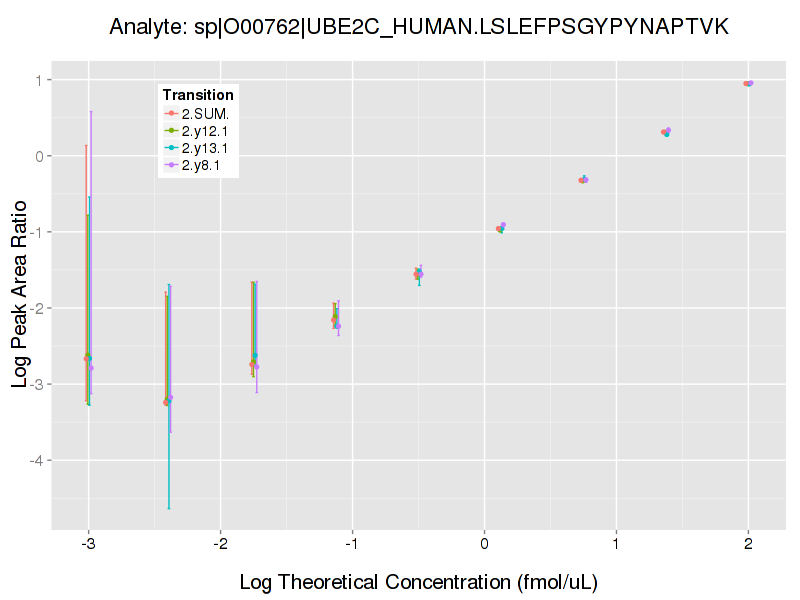 Analyte: sp|O00762|UBE2C_HUMAN.LSLEFPSGYPYNAPTVK
Transition
2.SUM.
2.y12.1
2.y13.1
2.y8.1
Log Peak Area Ratio
1
0
-1
-2
-3
-4
-3
-2
-1
0
1
2
Log Theoretical Concentration (fmol/uL)